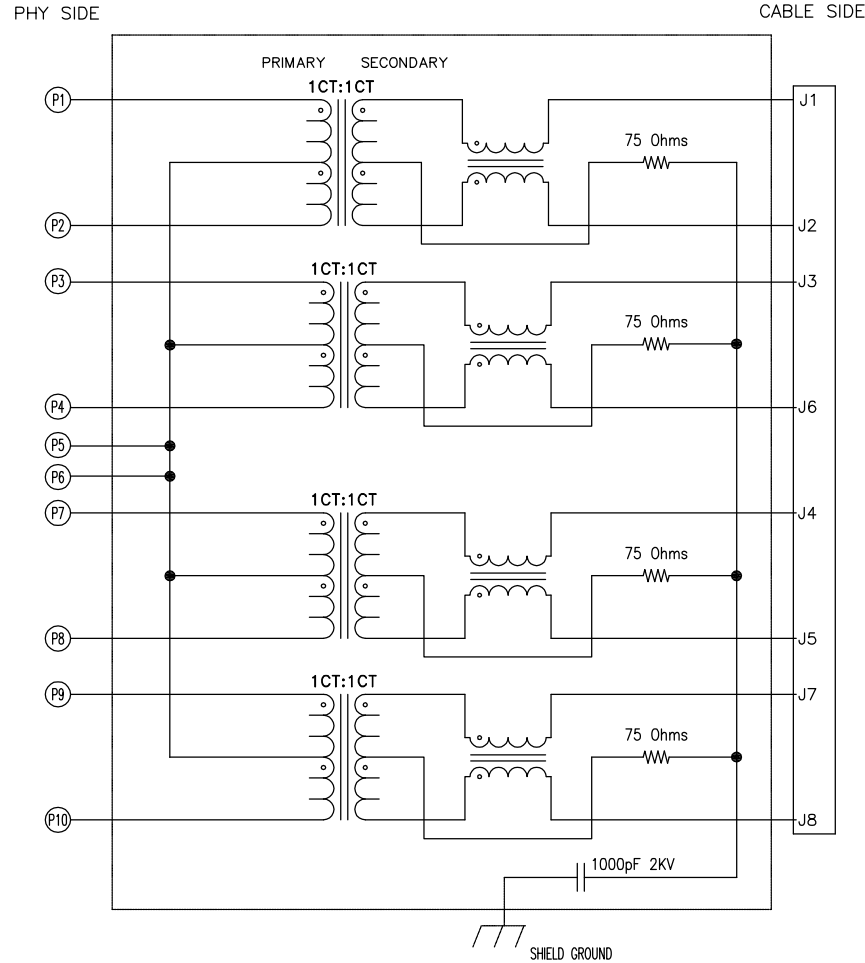 PHY SIDE
CABLE SIDE
PRIMARY
SECONDARY
1CT:1CT
P1
J1
75 Ohms
P2
J2
1CT:1CT
P3
J3
75 Ohms
P4
J6
P5
P6
1CT:1CT
P7
J4
75 Ohms
P8
J5
1CT:1CT
P9
J7
75 Ohms
P10
J8
1000pF 2KV
SHIELD GROUND